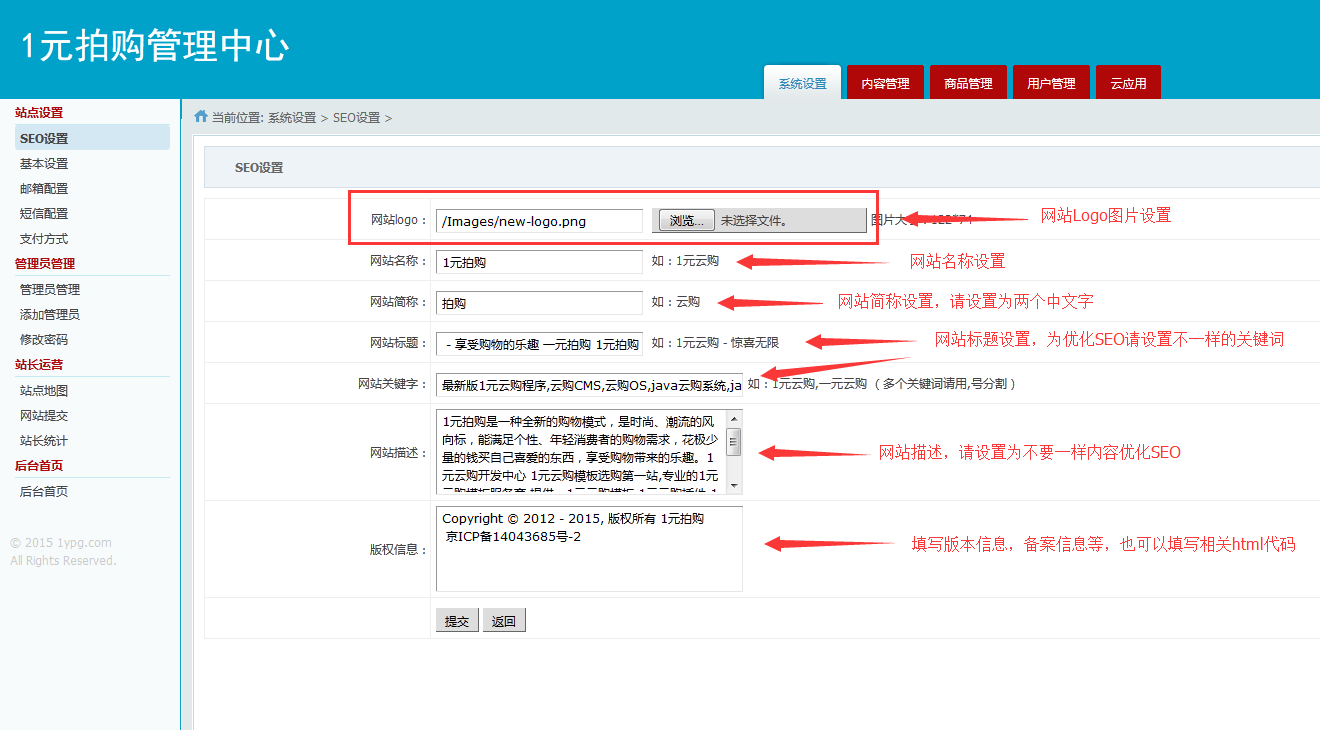 1元拍购管理中心
系统设置
内容管理
商品管理
用户管理
云应用
站点设置
SEO设置
基本设置
邮箱配置
短信配置
支付方式
管理员管理
管理员管理
添加管理员
修改密码
站长运营
站点地图
网站提交
站长统计
后台首页
后台首页
© 2015 1ypg.com
All Rights Reserved.
当前位置: 系统设置 > SEO设置 >
SEO设置
网站logo： /Images/new-logo.png 浏览... 未选择文件。 图片大 网站Logo图片设置
网站名称： 1元拍购 如：1元云购 网站名称设置
网站简称： 拍购 如：云购 网站简称设置，请设置为两个中文字
网站标题： - 享受购物的乐趣 一元拍购 1元拍购 如：1元云购 - 惊喜无限 网站标题设置，为优化SEO请设置不一样的关键词
网站关键字： 最新版1元云购程序,云购CMS,云购OS,java云购系统,ja 如：1元云购,一元云购（多个关键词请用,号分割）
网站描述：
1元拍购是一种全新的购物模式，是时尚、潮流的风
向标，能满足个性、年轻消费者的购物需求，花极少
量的钱买自己喜爱的东西，享受购物带来的乐趣。1
元云购开发中心 1元云购模板选购第一站,专业的1元
网站描述，请设置为不要一样内容优化SEO
版权信息：
Copyright © 2012 - 2015, 版权所有 1元拍购
京ICP备14043685号-2
填写版本信息，备案信息等，也可以填写相关html代码
提交 返回